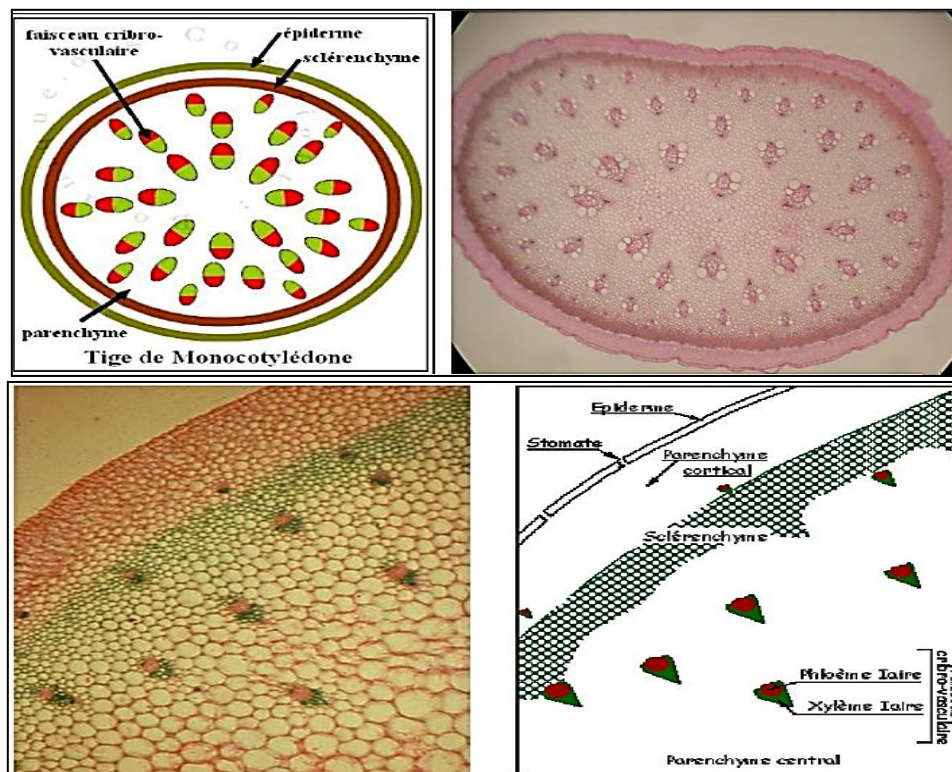 faisceau cribro-
vasculaire
épiderme
sclérenchyme
parenchyme
Tige de Monocotylédone
Epiderme
Stomate
Parenchyme
cortical
Sclérenchyme
Phloème Iaire
Xylème Iaire
cribro-vasculaire
Parenchyme central